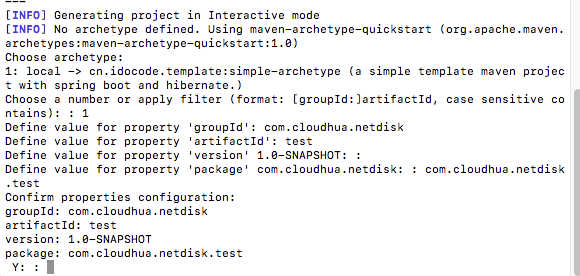 ---
[INFO] Generating project in Interactive mode
[INFO] No archetype defined. Using maven-archetype-quickstart (org.apache.maven.
archetypes:maven-archetype-quickstart:1.0)
Choose archetype:
1: local -> cn.idocode.template:simple-archetype (a simple template maven projec
t with spring boot and hibernate.)
Choose a number or apply filter (format: [groupId:]artifactId, case sensitive co
ntains): : 1
Define value for property 'groupId': com.cloudhua.netdisk
Define value for property 'artifactId': test
Define value for property 'version' 1.0-SNAPSHOT: :
Define value for property 'package' com.cloudhua.netdisk: : com.cloudhua.netdisk
.test
Confirm properties configuration:
groupId: com.cloudhua.netdisk
artifactId: test
version: 1.0-SNAPSHOT
package: com.cloudhua.netdisk.test
 Y: :